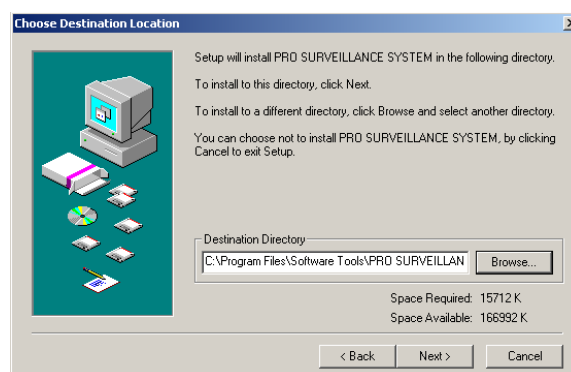 Choose Destination Location
Setup will install PRO SURVEILLANCE SYSTEM in the following directory.
To install to this directory, click Next.
To install to a different directory, click Browse and select another directory.
You can choose not to install PRO SURVEILLANCE SYSTEM, by clicking
Cancel to exit Setup.
Destination Directory
C:\Program Files\Software Tools\PRO SURVEILLAN
Browse...
Space Required: 15712 K
Space Available: 166992 K
< Back
Next >
Cancel